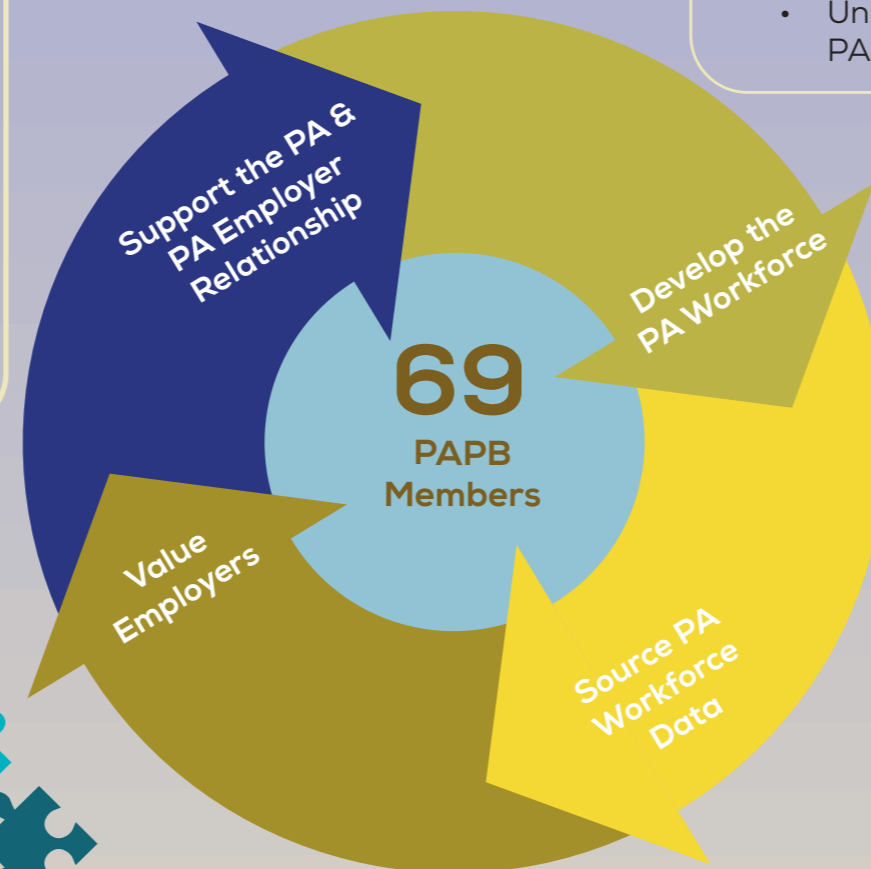 • Un
PA
Support the PA &
PA Employer
Relationship
Develop the
PA Workforce
69
PAPB
Members
Value
Employers
Source PA
Workforce
Data